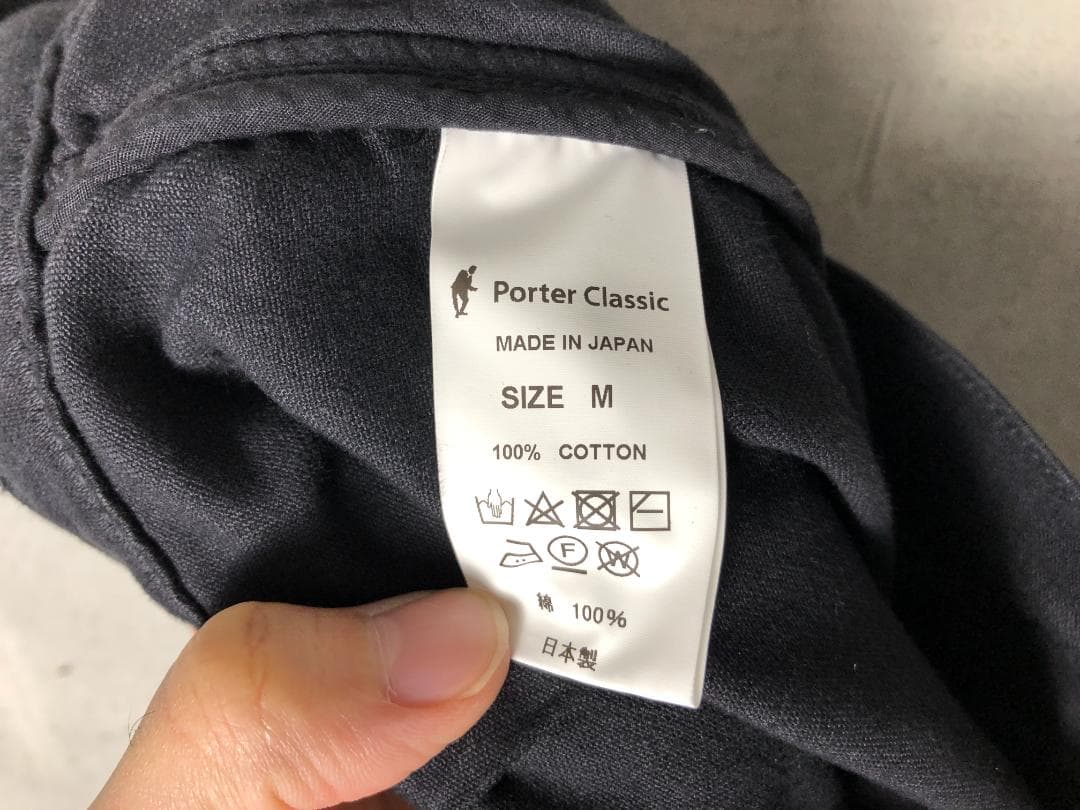 Porter Classic
MADE IN JAPAN
SIZE M
100% COTTON
F W
綿 100%
日本製